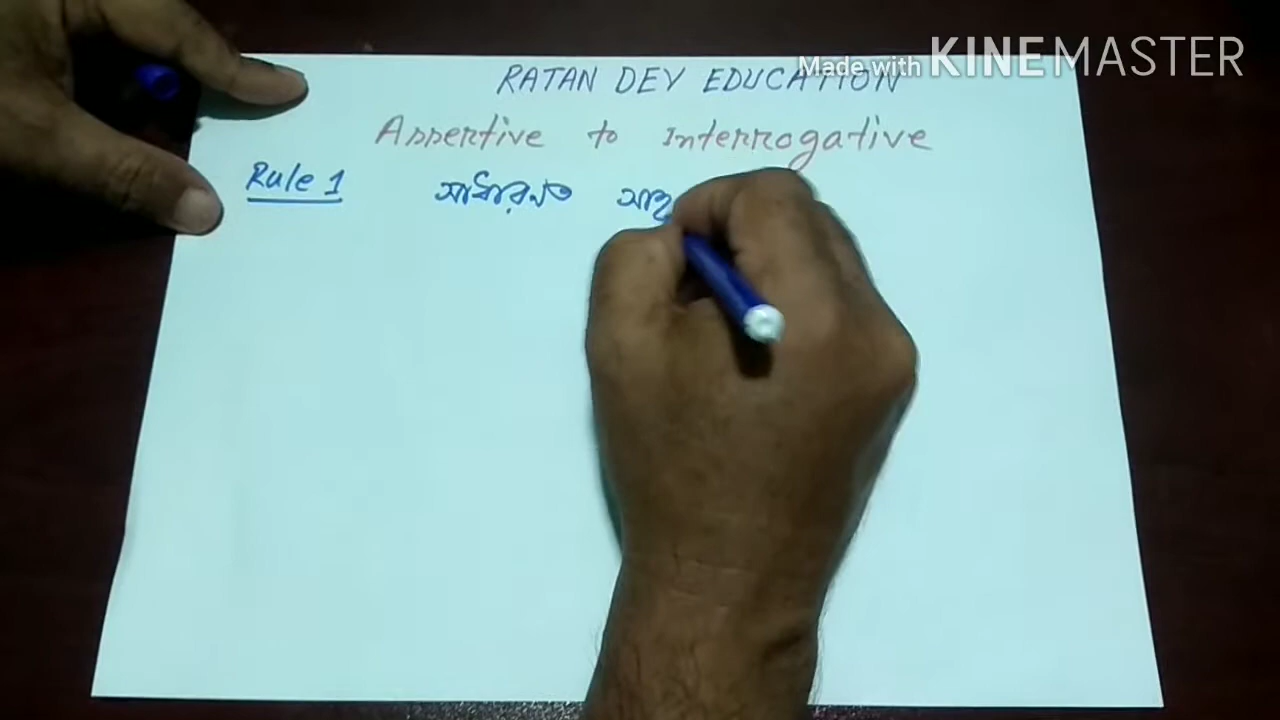 Made with KINEMASTER
RATAN DEY EDUCATION
Assertive to Interrogative
Rule 1 সাধারণত সাহ